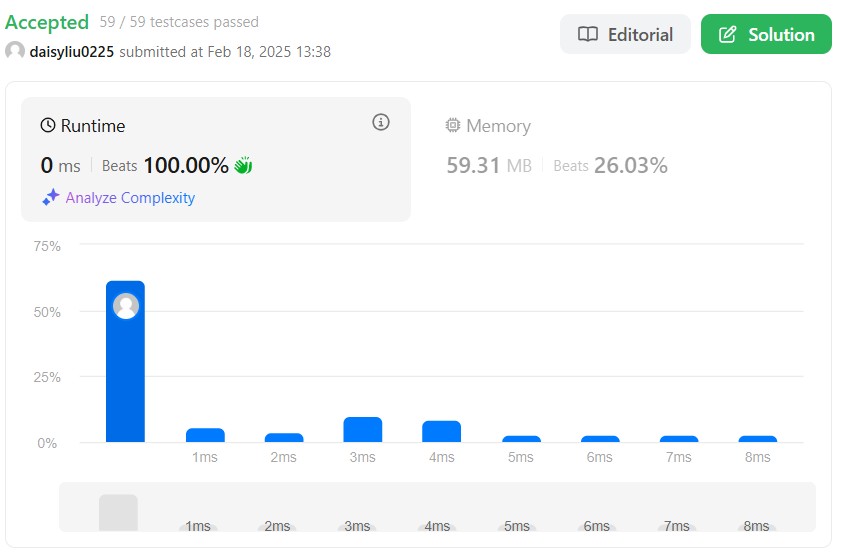 Accepted 59 / 59 testcases passed
Editorial
Solution
daisyliu0225 submitted at Feb 18, 2025 13:38
Runtime
Memory
0 ms Beats 100.00%
59.31 MB Beats 26.03%
Analyze Complexity
75%
50%
25%
0%
1ms 2ms 3ms 4ms 5ms 6ms 7ms 8ms
1ms 2ms 3ms 4ms 5ms 6ms 7ms 8ms